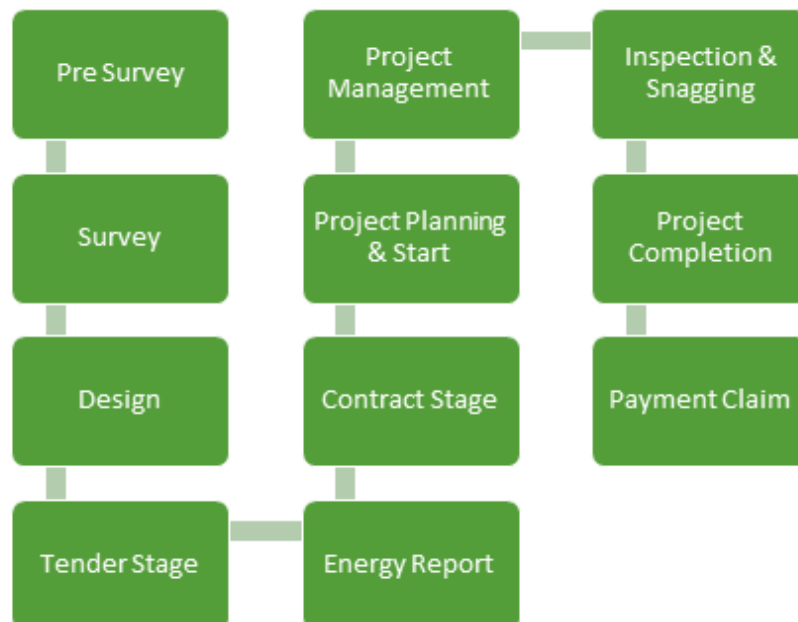 Pre Survey
Survey
Design
Tender Stage
Energy Report
Contract Stage
Project Planning
& Start
Project
Management
Inspection &
Snagging
Project
Completion
Payment Claim